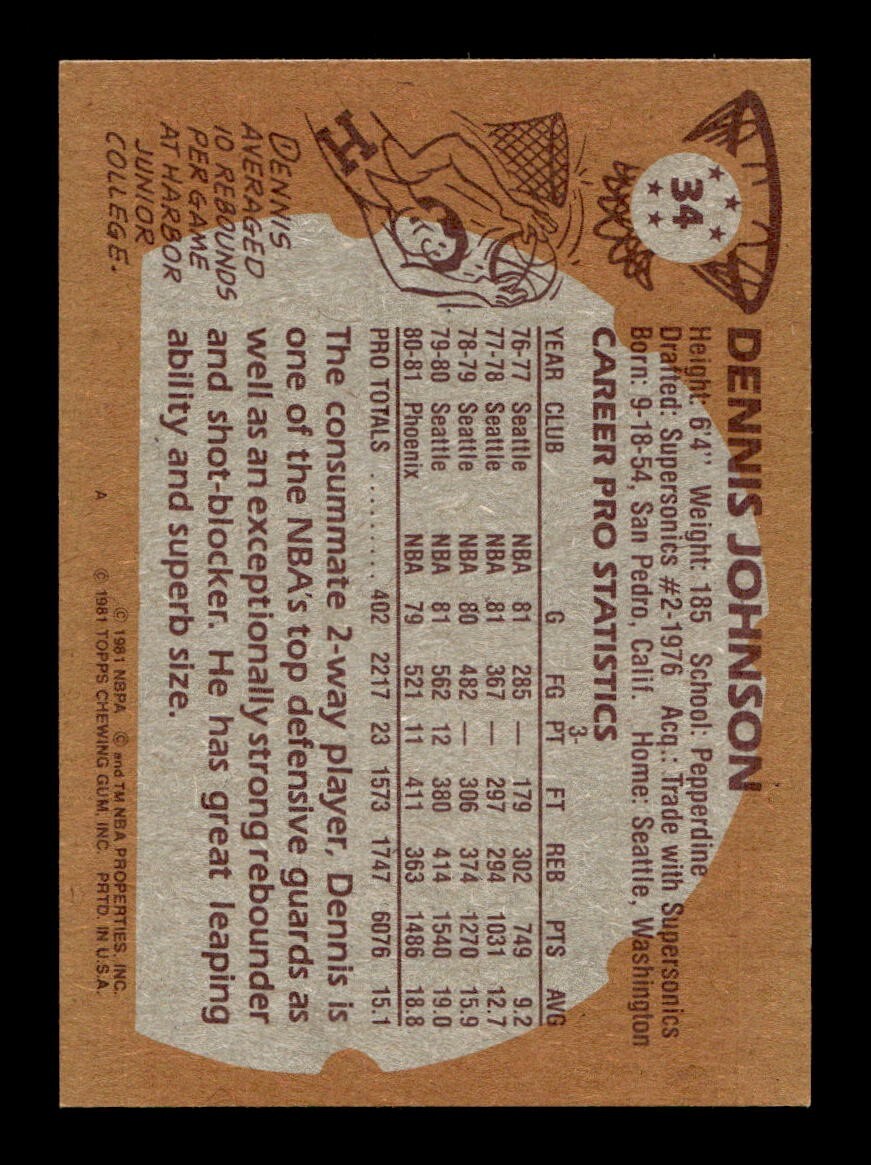 34
DENNIS JOHNSON
Height: 6'4" Weight: 185 School: Pepperdine
Drafted: Supersonics #2-1976 Acq.: Trade with Supersonics
Born: 9-18-54, San Pedro, Calif. Home: Seattle, Washington
CAREER PRO STATISTICS
3-
YEAR CLUB G FG PT FT REB PTS AVG
76-77 Seattle NBA 81 285 — 179 302 749 9.2
77-78 Seattle NBA 81 367 — 297 294 1031 12.7
78-79 Seattle NBA 80 482 — 306 374 1270 15.9
79-80 Seattle NBA 81 562 12 380 414 1540 19.0
80-81 Phoenix NBA 79 521 11 411 363 1486 18.8
PRO TOTALS .......... 402 2217 23 1573 1747 6076 15.1
The consummate 2-way player, Dennis is
one of the NBA's top defensive guards as
well as an exceptionally strong rebounder
and shot-blocker. He has great leaping
ability and superb size.
H
DENNIS
AVERAGED
10 REBOUNDS
PER GAME
AT HARBOR
JUNIOR
COLLEGE.
© 1981 NBPA © and TM NBA PROPERTIES, INC.
A © 1981 TOPPS CHEWING GUM, INC. PRTD. IN U.S.A.